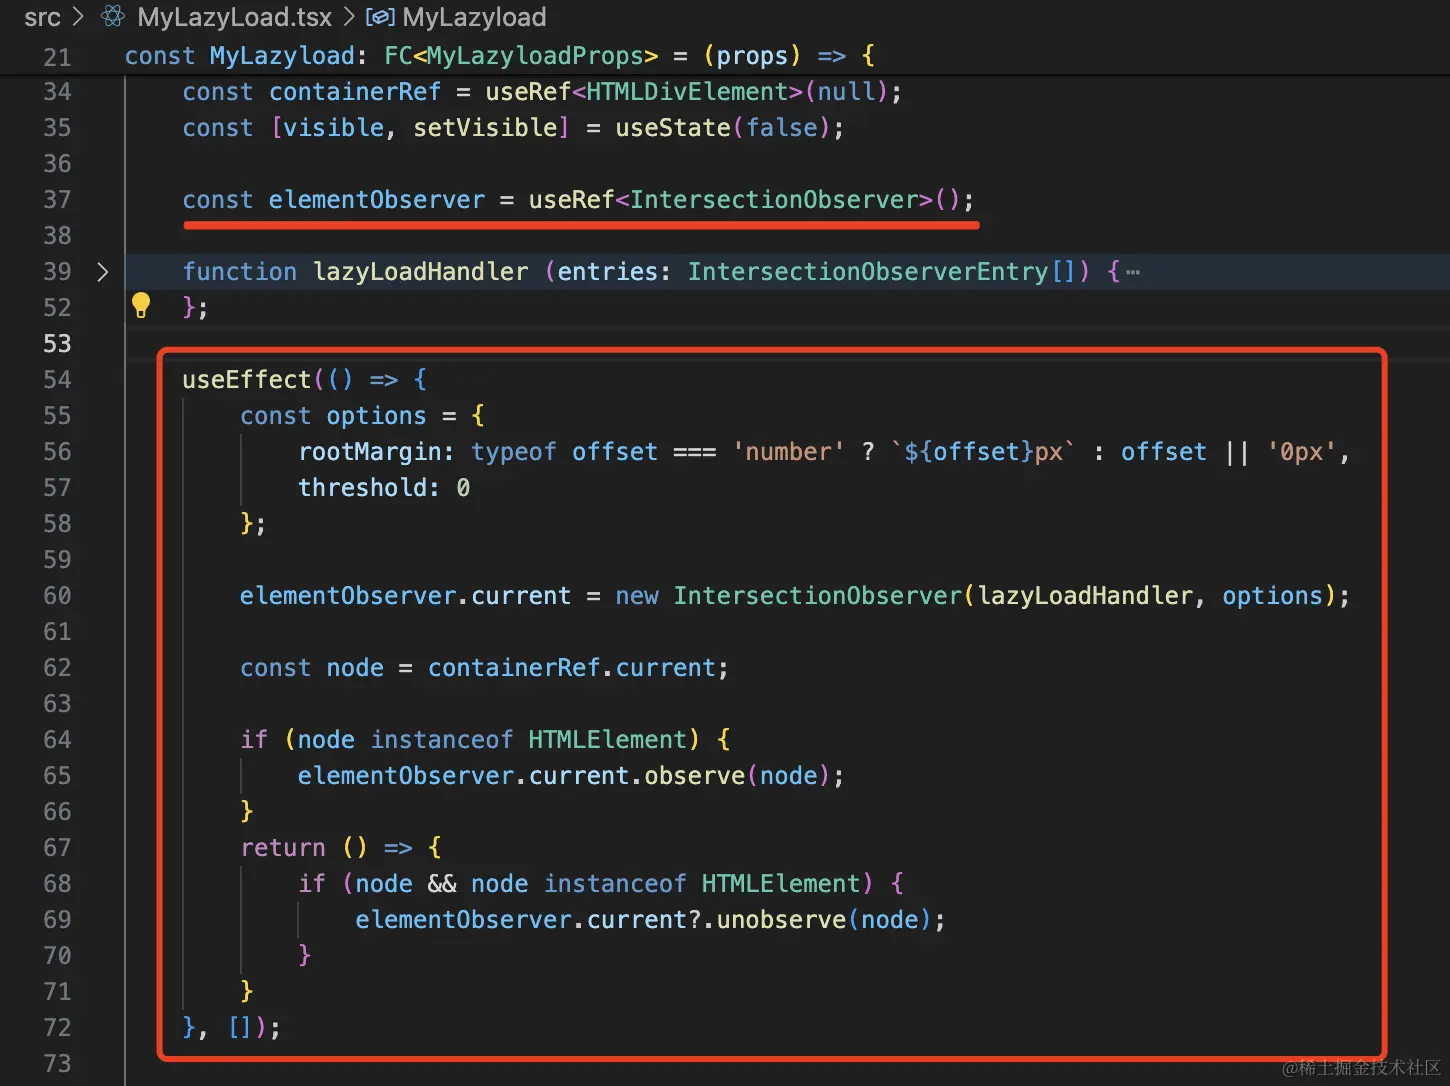 src > MyLazyLoad.tsx > MyLazyload
21 const MyLazyload: FC<MyLazyloadProps> = (props) => {
34 const containerRef = useRef<HTMLDivElement>(null);
35 const [visible, setVisible] = useState(false);
36
37 const elementObserver = useRef<IntersectionObserver>();
38
39 function lazyLoadHandler (entries: IntersectionObserverEntry[]) {…
52 };
53
54 useEffect(() => {
55 const options = {
56 rootMargin: typeof offset === 'number' ? `${offset}px` : offset || '0px',
57 threshold: 0
58 };
59
60 elementObserver.current = new IntersectionObserver(lazyLoadHandler, options);
61
62 const node = containerRef.current;
63
64 if (node instanceof HTMLElement) {
65 elementObserver.current.observe(node);
66 }
67 return () => {
68 if (node && node instanceof HTMLElement) {
69 elementObserver.current?.unobserve(node);
70 }
71 }
72 }, []);
73
@稀土掘金技术社区